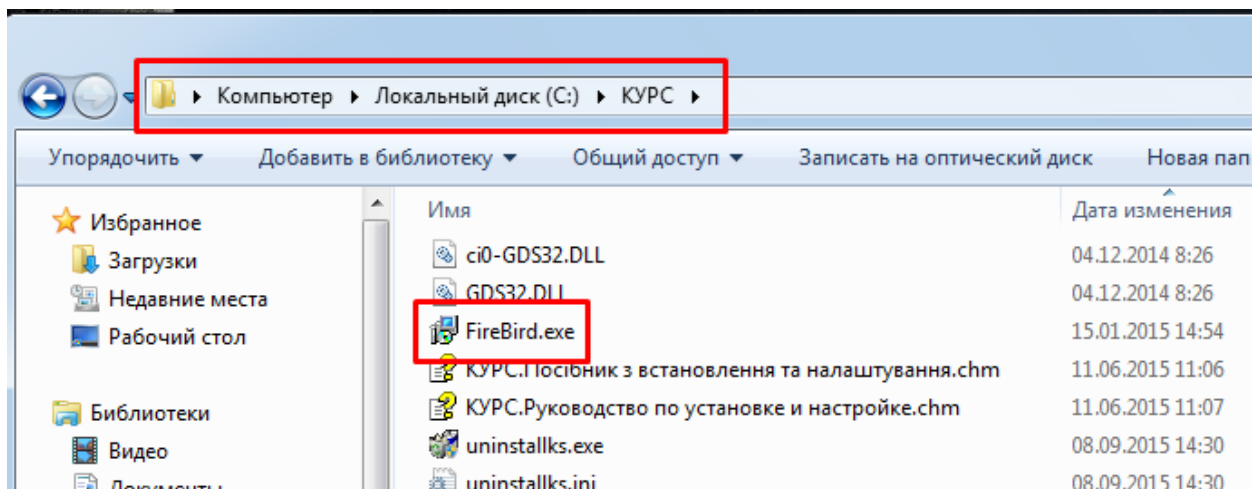 Компьютер Локальный диск (C:) КУРС
Упорядочить Добавить в библиотеку Общий доступ Записать на оптический диск Новая пап
Имя Дата изменения
Избранное
Загрузки
Недавние места
Рабочий стол
Библиотеки
Видео
Документы
ci0-GDS32.DLL 04.12.2014 8:26
GDS32.DLL 04.12.2014 8:26
FireBird.exe 15.01.2015 14:54
КУРС.Посібник з встановлення та налаштування.chm 11.06.2015 11:06
КУРС.Руководство по установке и настройке.chm 11.06.2015 11:07
uninstallks.exe 08.09.2015 14:30
uninstallks.ini 08.09.2015 14:30